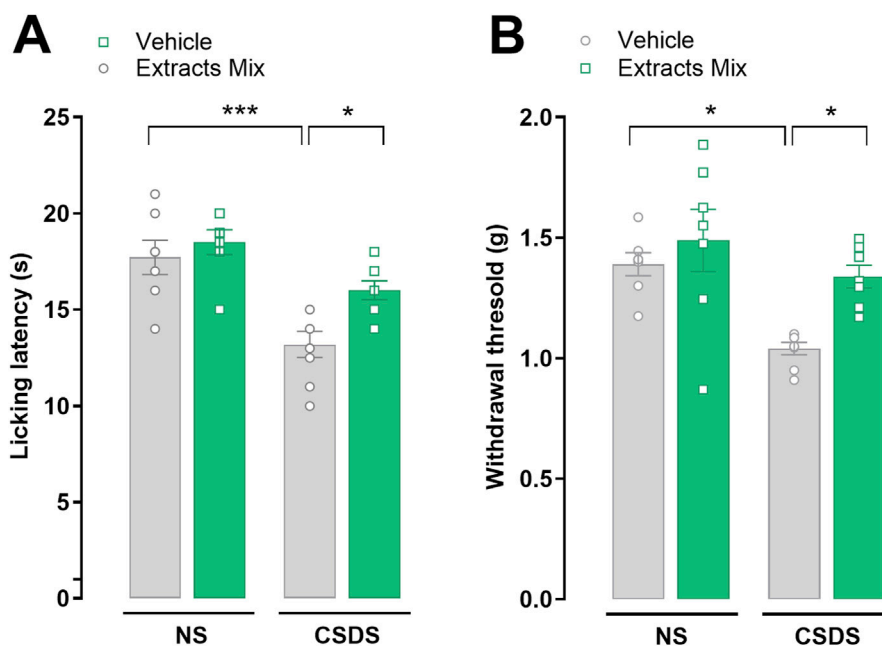 A
Vehicle
Extracts Mix
Licking latency (s)
25
20
15
10
5
0
***
*
NS
CSDS
B
Vehicle
Extracts Mix
Withdrawal thresold (g)
2.0
1.5
1.0
0.5
0.0
*
*
NS
CSDS